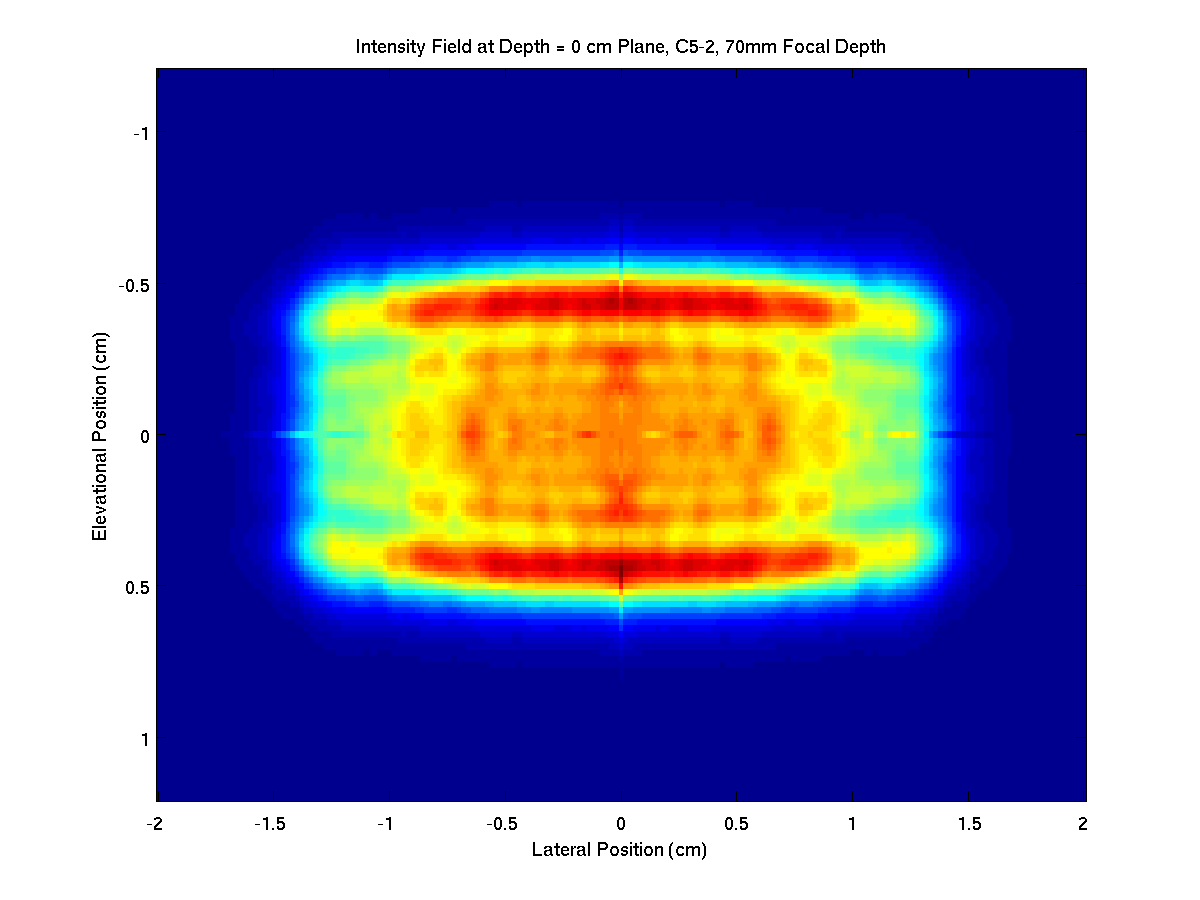 Intensity Field at Depth = 0 cm Plane, C5-2, 70mm Focal Depth
-1
-0.5
0
0.5
1
Elevational Position (cm)
-2 -1.5 -1 -0.5 0 0.5 1 1.5 2
Lateral Position (cm)